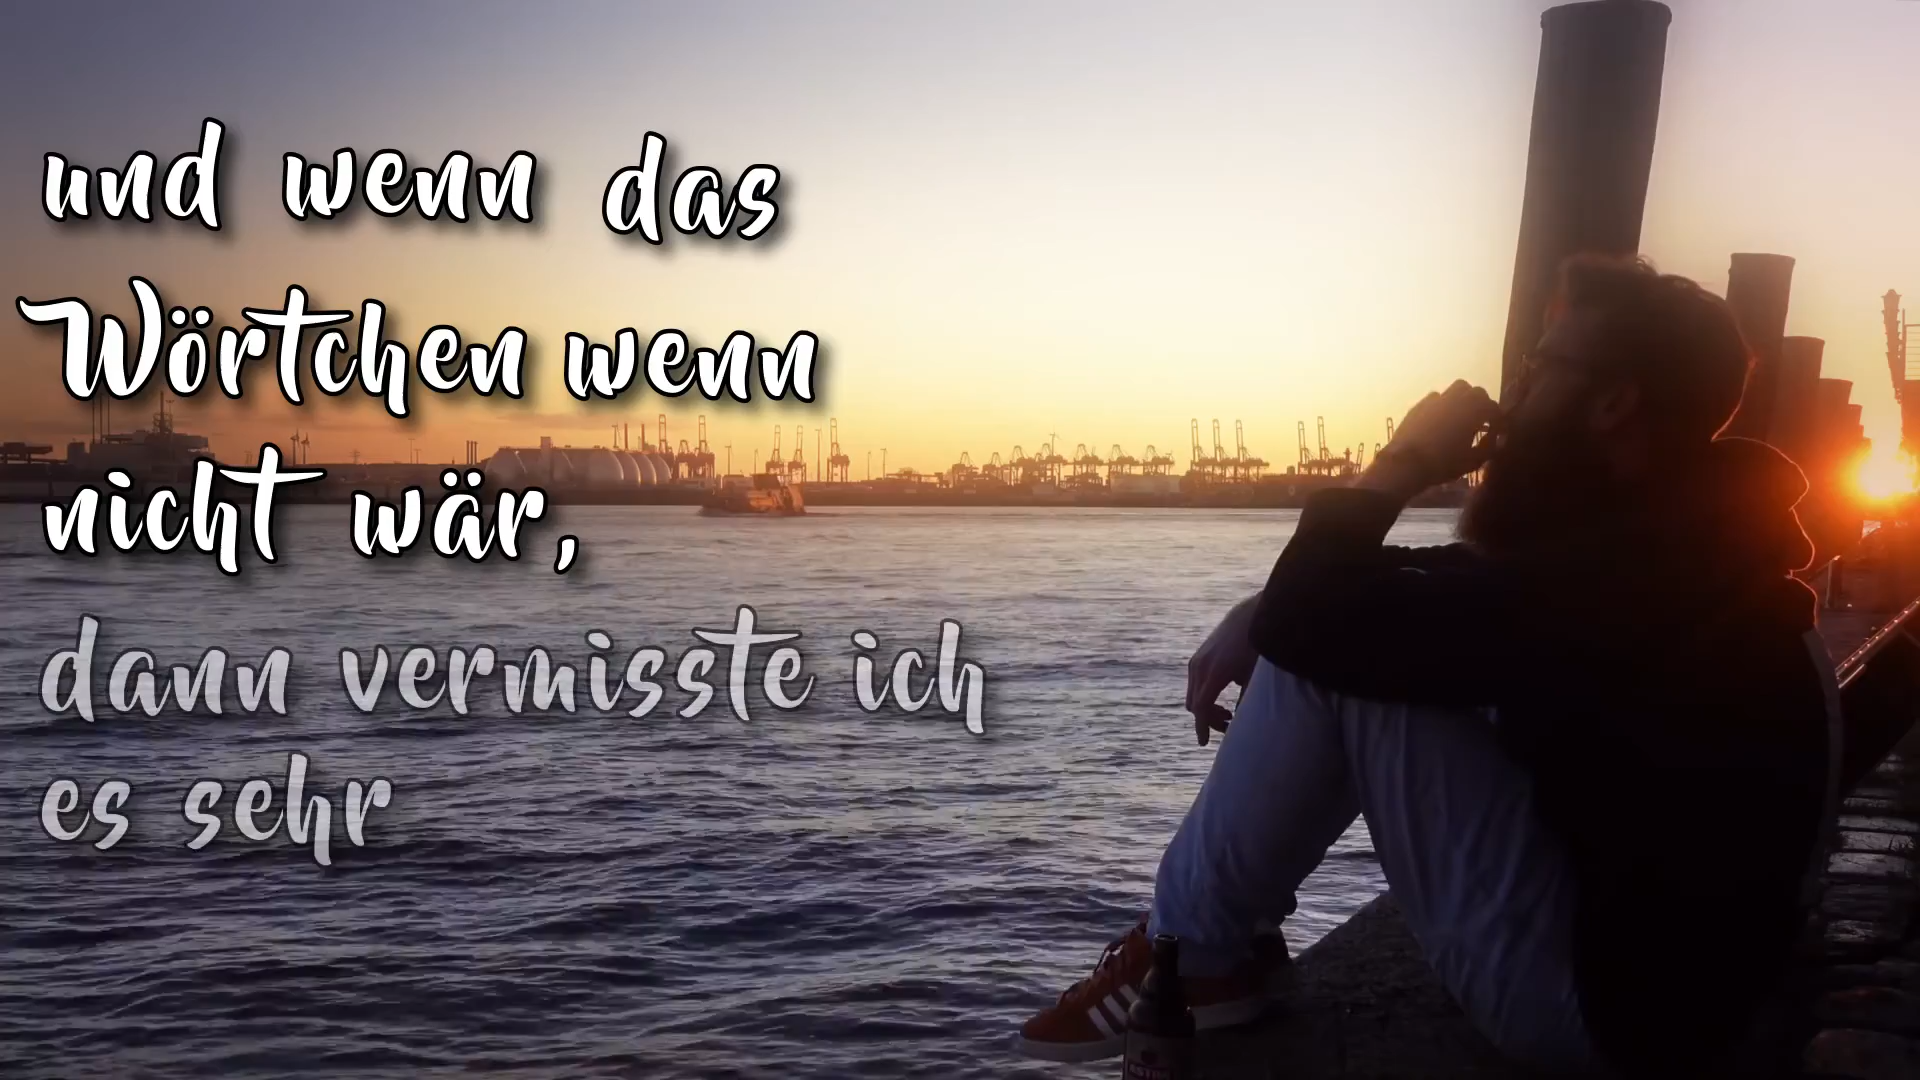 und wenn das
Wörtchen wenn
nicht wär,
dann vermisste ich
es sehr